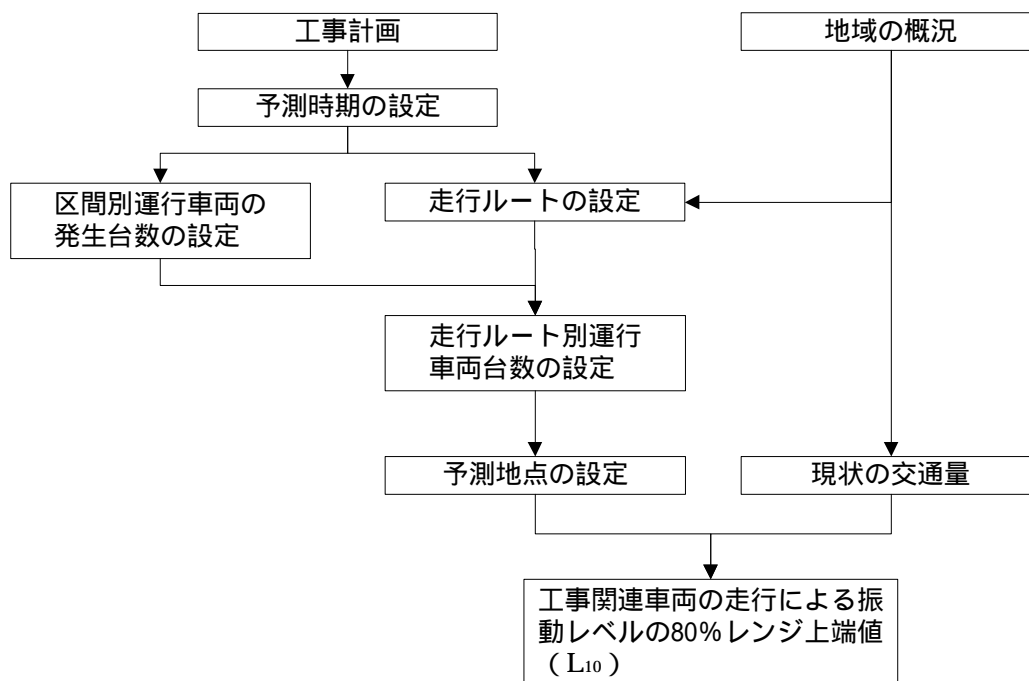 工事計画
地域の概況
予測時期の設定
区間別運行車両の
発生台数の設定
走行ルートの設定
走行ルート別運行
車両台数の設定
予測地点の設定
現状の交通量
工事関連車両の走行による振
動レベルの80%レンジ上端値
（L10）